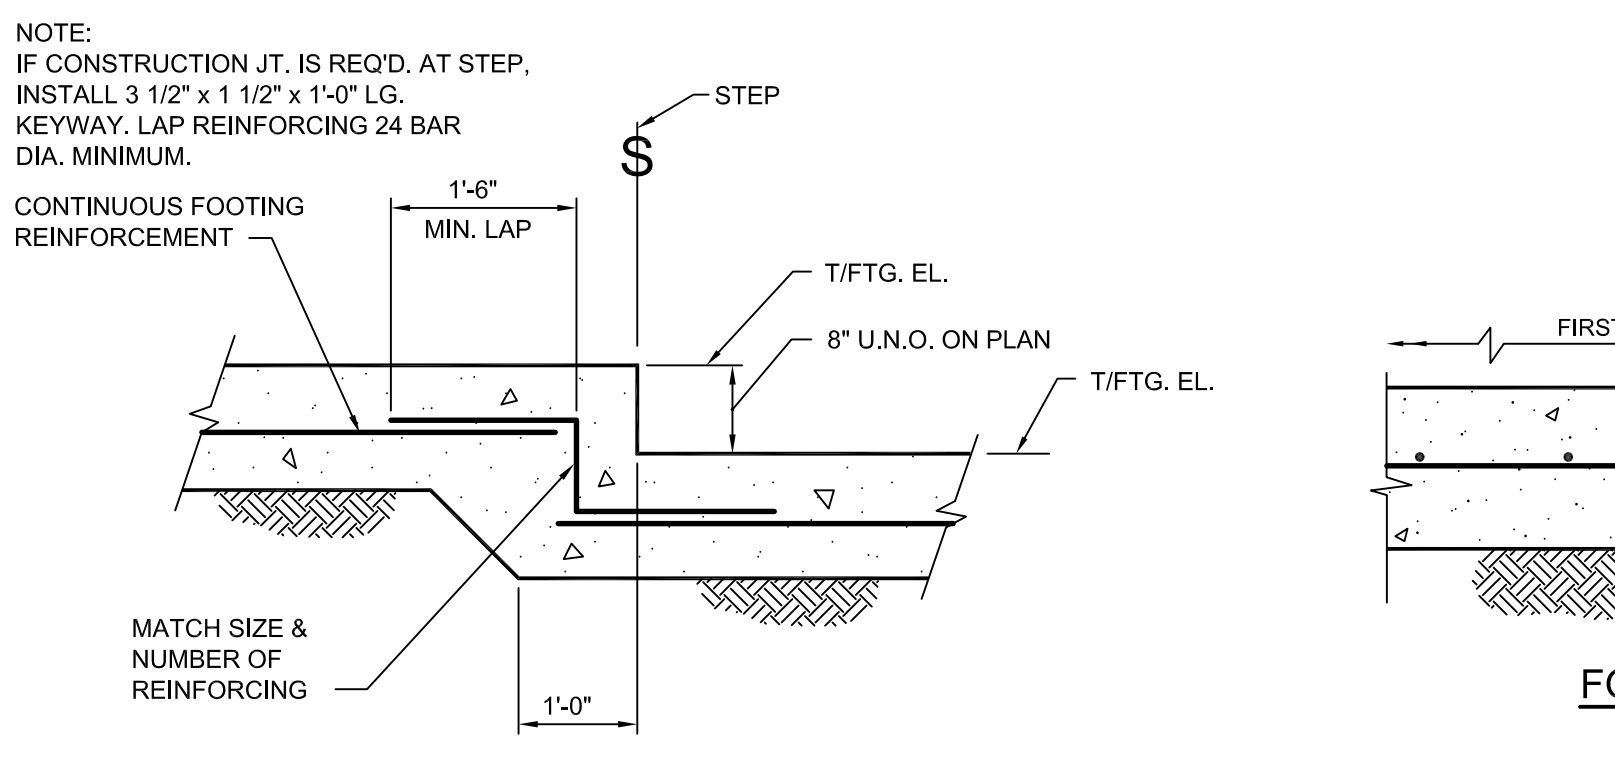 NOTE:
IF CONSTRUCTION JT. IS REQ'D. AT STEP,
INSTALL 3 1/2" x 1 1/2" x 1'-0" LG.
KEYWAY. LAP REINFORCING 24 BAR
DIA. MINIMUM.
STEP
S
1'-6"
MIN. LAP
CONTINUOUS FOOTING
REINFORCEMENT
T/FTG. EL.
8" U.N.O. ON PLAN
T/FTG. EL.
MATCH SIZE &
NUMBER OF
REINFORCING
1'-0"
FIRST